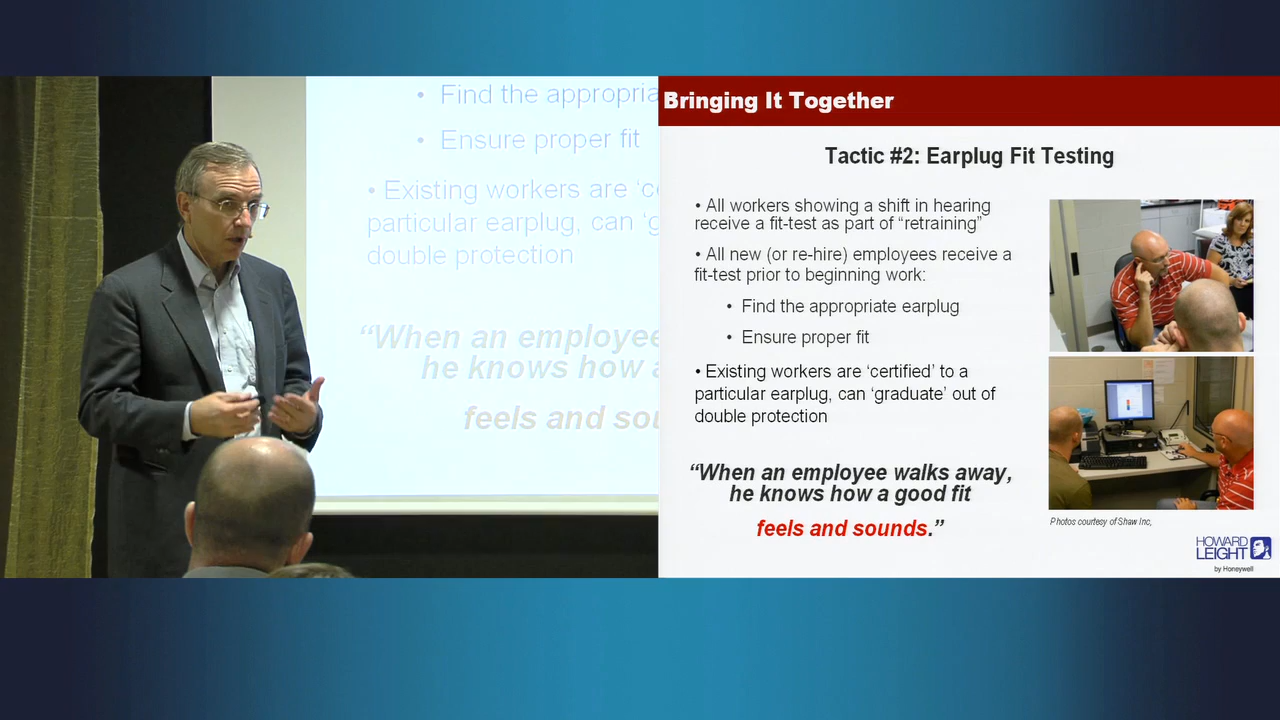 • Find the appropria
• Ensure proper fit
• Existing workers are ‘ce
particular earplug, can ‘g
double protection
“When an employee
he knows how a
feels and sou
Bringing It Together
Tactic #2: Earplug Fit Testing
• All workers showing a shift in hearing
receive a fit-test as part of “retraining”
• All new (or re-hire) employees receive a
fit-test prior to beginning work:
• Find the appropriate earplug
• Ensure proper fit
• Existing workers are ‘certified’ to a
particular earplug, can ‘graduate’ out of
double protection
“When an employee walks away,
he knows how a good fit
feels and sounds.”
Photos courtesy of Shaw Inc,
HOWARD
LEIGHT
by Honeywell